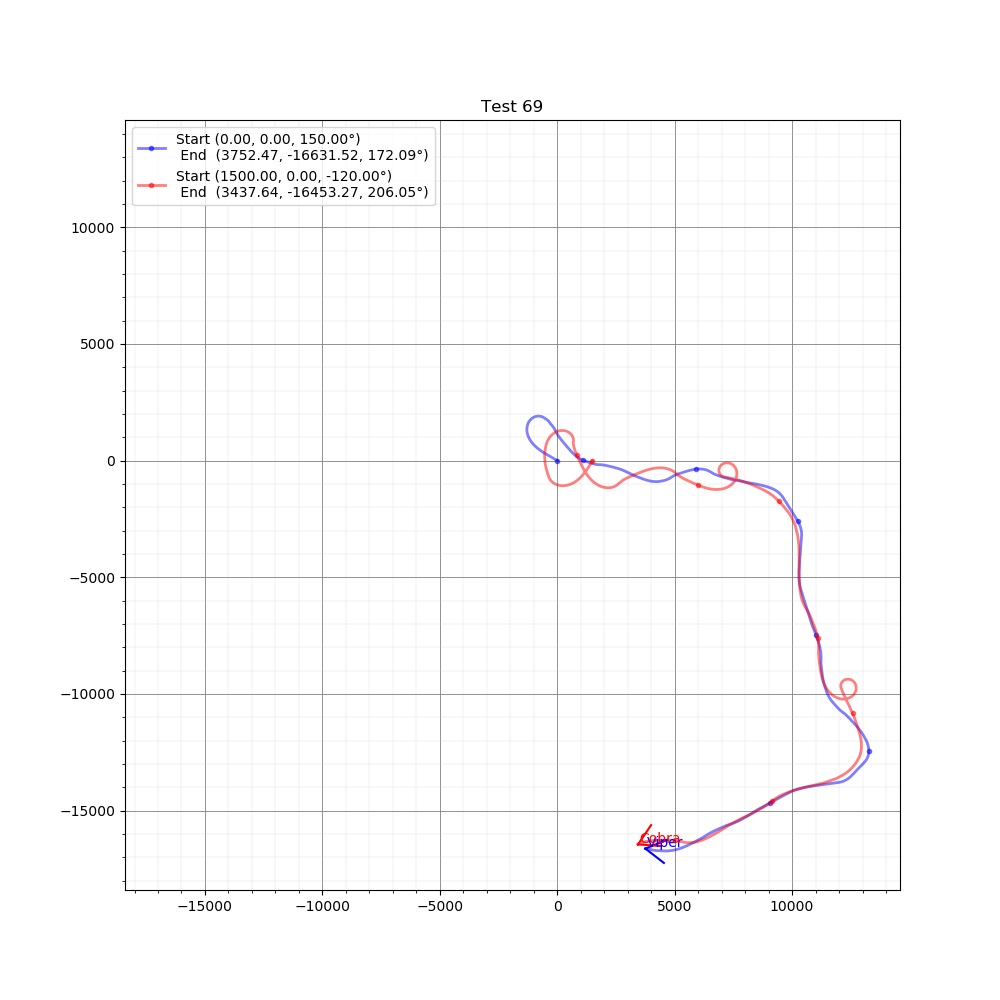 Test 69
Start (0.00, 0.00, 150.00°)
End  (3752.47, -16631.52, 172.09°)
Start (1500.00, 0.00, -120.00°)
End  (3437.64, -16453.27, 206.05°)
10000
5000
0
−5000
−10000
−15000
Cobra
Viper
−15000
−10000
−5000
0
5000
10000